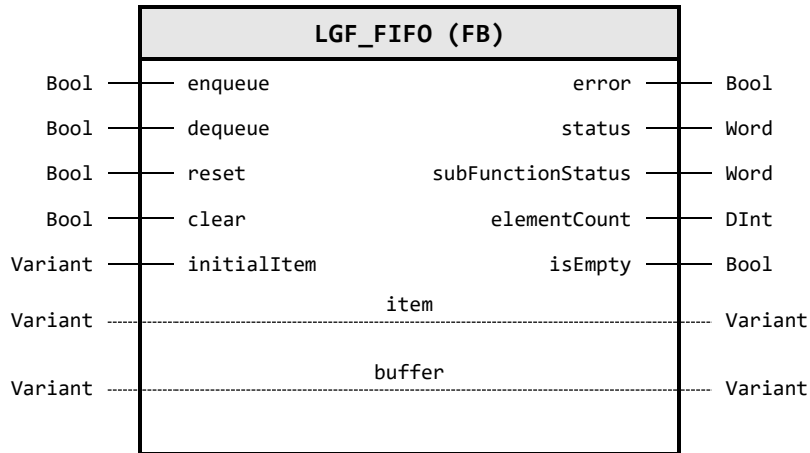 LGF_FIFO (FB)
Bool enqueue error Bool
Bool dequeue status Word
Bool reset subFunctionStatus Word
Bool clear elementCount DInt
Variant initialItem isEmpty Bool
item
Variant Variant
buffer
Variant Variant